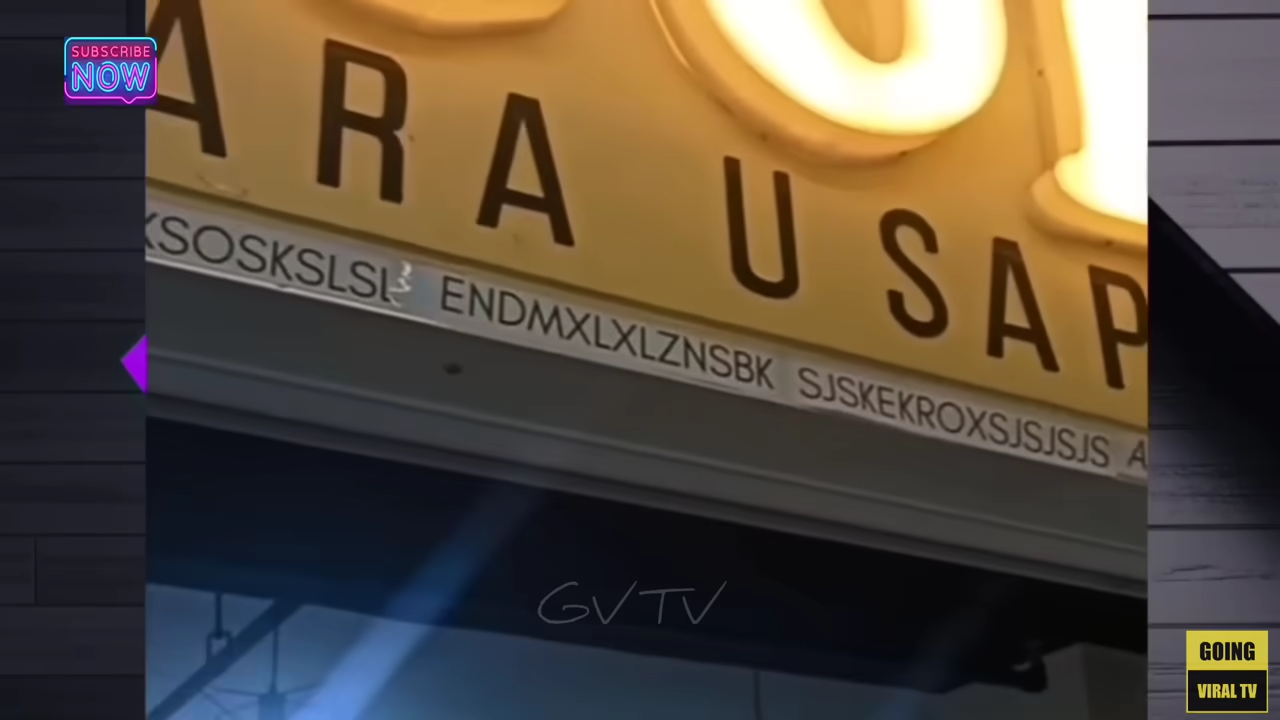 SUBSCRIBE
NOW
ARA USAP
KSOSKSLSL ENDMXLXLZNSBK SJSKEKROXSJSJSJS A
GVTV
GOING
VIRAL TV